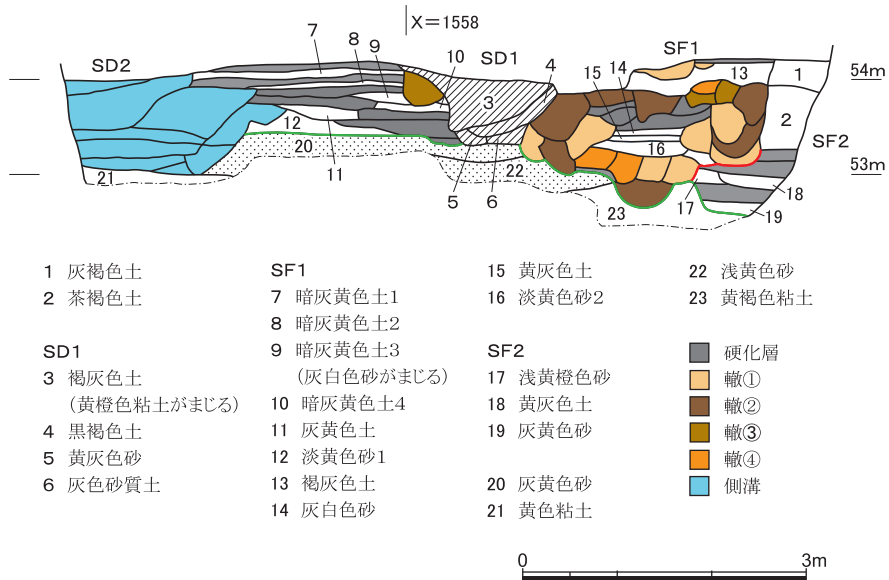 X＝1558
SD2
7
8
9
10
SD1
4
15
14
SF1
13
1
54m
3
2
12
20
16
SF2
53m
21
11
5
6
22
23
17
18
19
1 灰褐色土
2 茶褐色土
SD1
3 褐灰色土
（黄橙色粘土がまじる）
4 黒褐色土
5 黄灰色砂
6 灰色砂質土
SF1
7 暗灰黄色土1
8 暗灰黄色土2
9 暗灰黄色土3
（灰白色砂がまじる）
10 暗灰黄色土4
11 灰黄色土
12 淡黄色砂1
13 褐灰色土
14 灰白色砂
15 黄灰色土
16 淡黄色砂2
SF2
17 浅黄橙色砂
18 黄灰色土
19 灰黄色砂
20 灰黄色砂
21 黄色粘土
22 浅黄色砂
23 黄褐色粘土
硬化層
轍①
轍②
轍③
轍④
側溝
0
3m